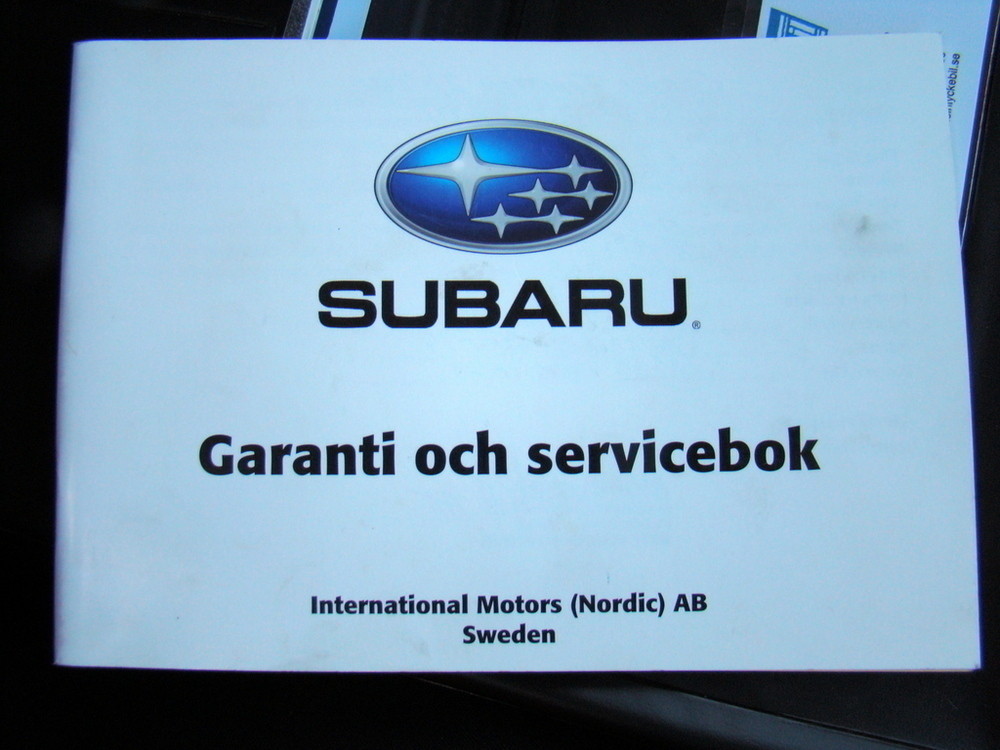 SUBARU®
Garanti och servicebok
International Motors (Nordic) AB
Sweden